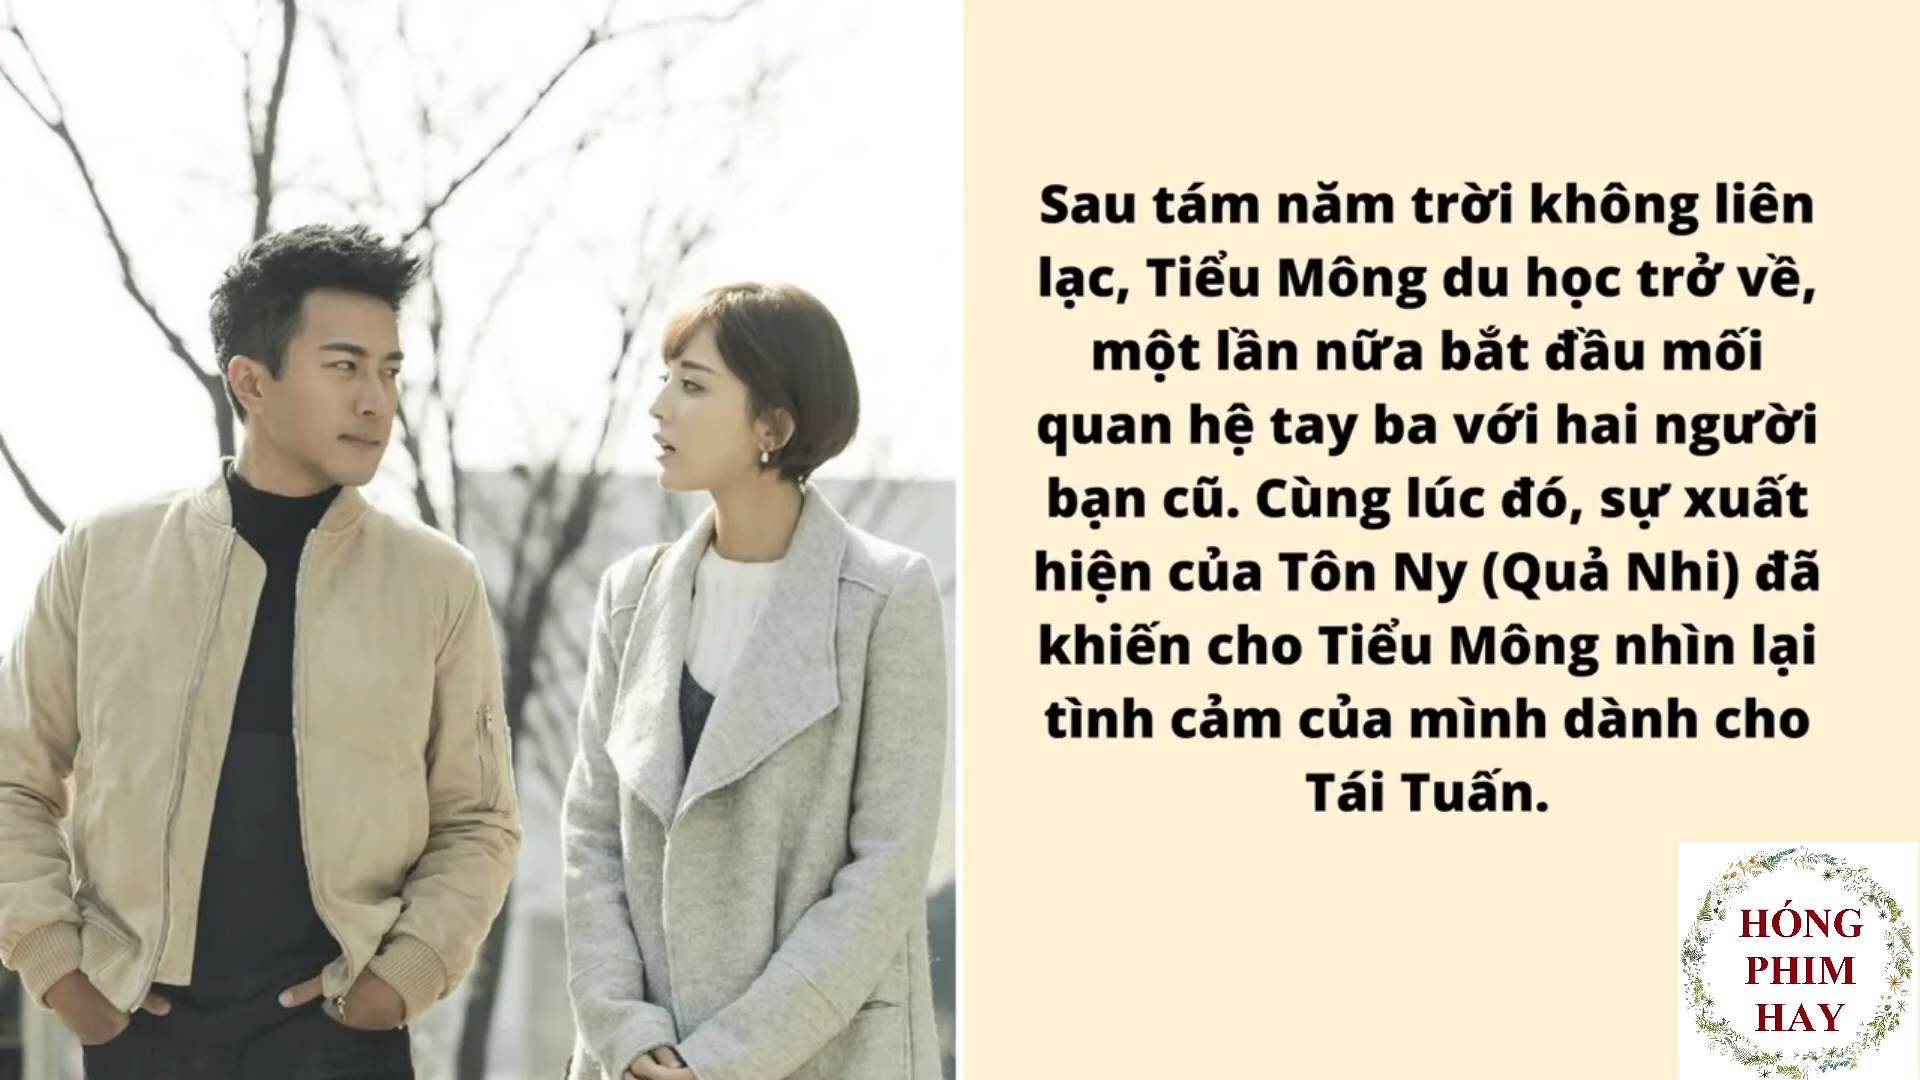 Sau tám năm trời không liên
lạc, Tiểu Mông du học trở về,
một lần nữa bắt đầu mối
quan hệ tay ba với hai người
bạn cũ. Cùng lúc đó, sự xuất
hiện của Tôn Ny (Quả Nhi) đã
khiến cho Tiểu Mông nhìn lại
tình cảm của mình dành cho
Tái Tuấn.
HÓNG
PHIM
HAY